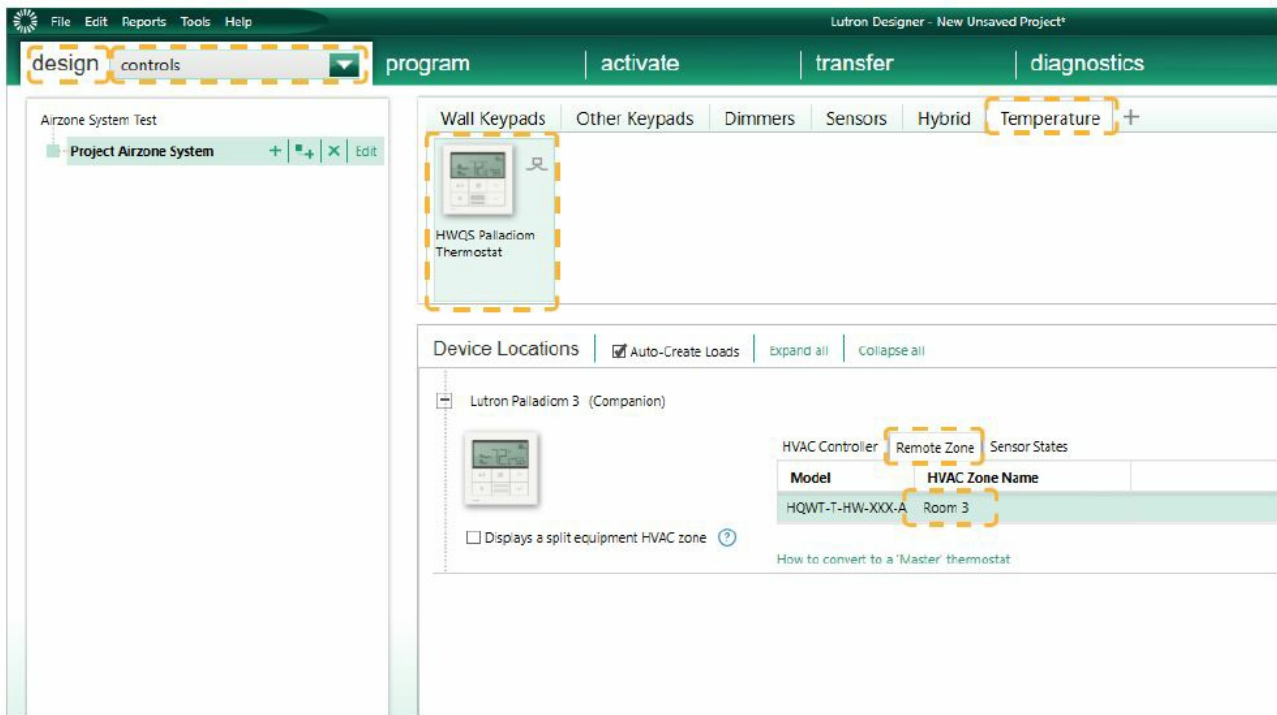 File Edit Reports Tools Help
Lutron Designer - New Unsaved Project*
design controls program activate transfer diagnostics
Airzone System Test
Project Airzone System + × Edit
Wall Keypads Other Keypads Dimmers Sensors Hybrid Temperature +
HWQS Palladiom
Thermostat
Device Locations Auto-Create Loads Expand all Collapse all
Lutron Palladiom 3 (Companion)
HVAC Controller Remote Zone Sensor States
Model HVAC Zone Name
HQWT-T-HW-XXX-A Room 3
Displays a split equipment HVAC zone ?
How to convert to a 'Master' thermostat